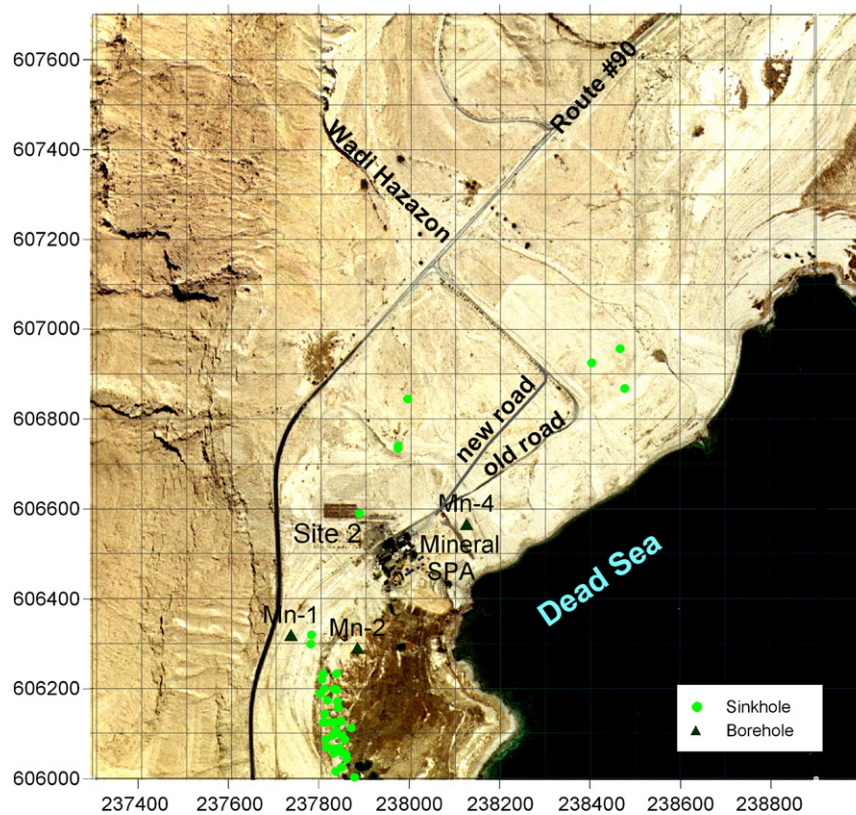 607600
607400
607200
607000
606800
606600
606400
606200
606000
Route #90
Wadi Hazazon
new road
old road
Mn-4
Site 2
Mineral
SPA
Dead Sea
Mn-1
Mn-2
Sinkhole
Borehole
237400 237600 237800 238000 238200 238400 238600 238800